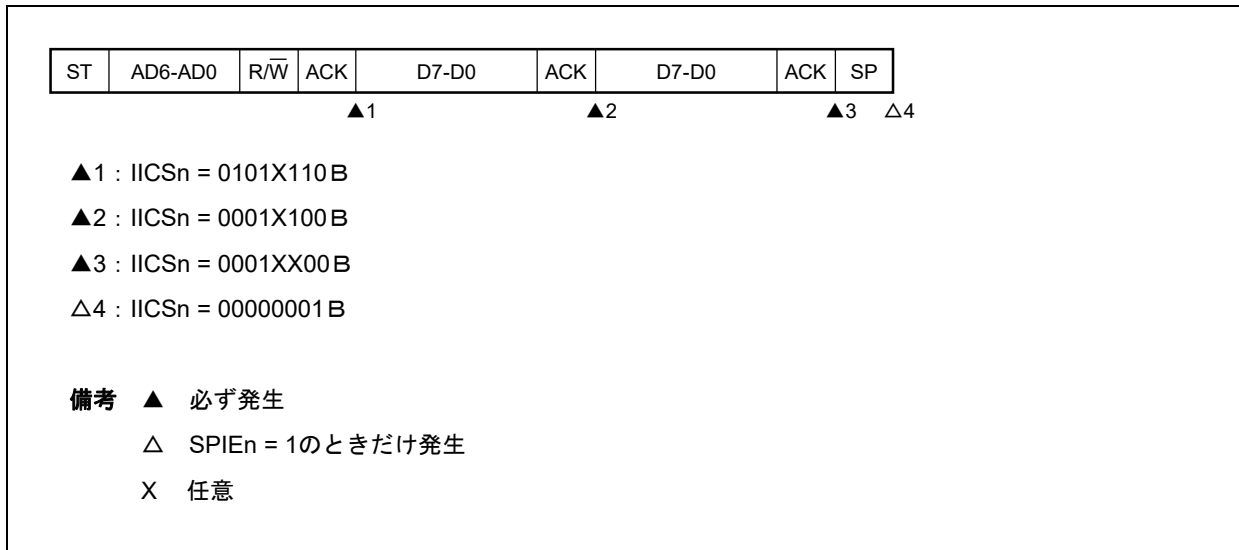 ST AD6-AD0 R/W̅ ACK D7-D0 ACK D7-D0 ACK SP
▲1 ▲2 ▲3 △4
▲1：IICSn = 0101X110Ｂ
▲2：IICSn = 0001X100Ｂ
▲3：IICSn = 0001XX00Ｂ
△4：IICSn = 00000001Ｂ
備考 ▲ 必ず発生
△ SPIEn = 1のときだけ発生
X 任意